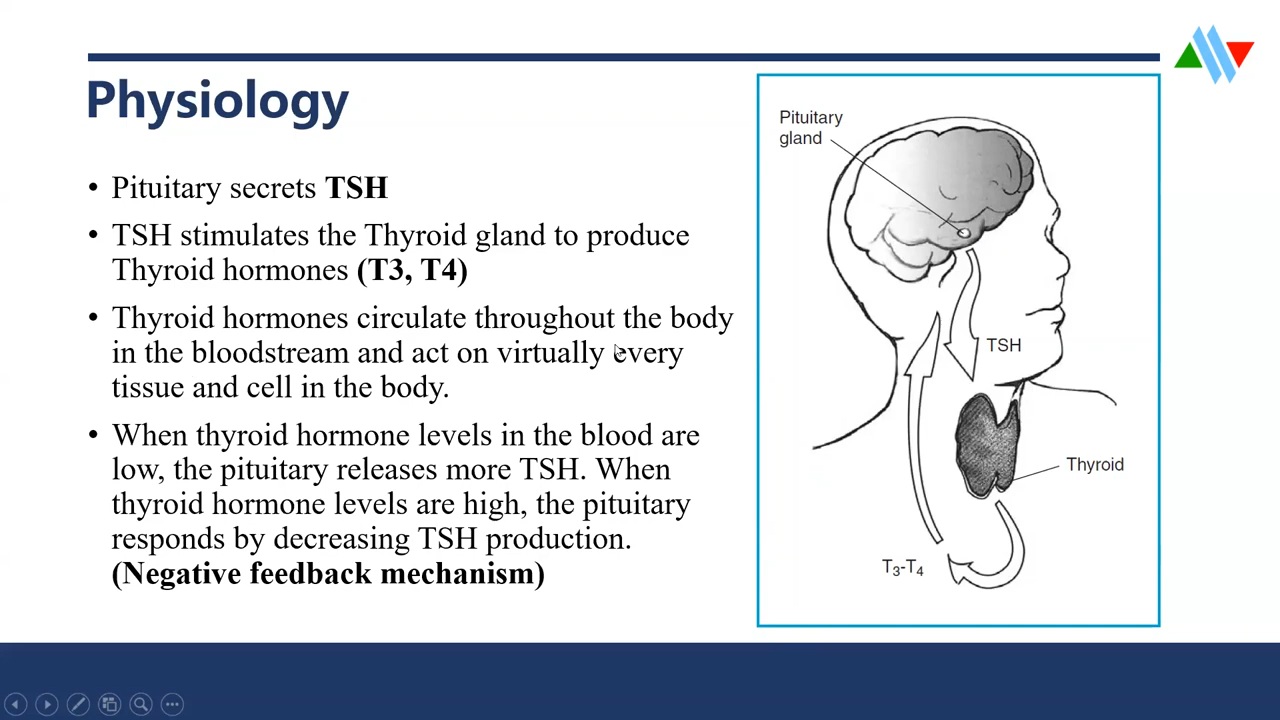 Physiology
• Pituitary secrets TSH
• TSH stimulates the Thyroid gland to produce
Thyroid hormones (T3, T4)
• Thyroid hormones circulate throughout the body
in the bloodstream and act on virtually every
tissue and cell in the body.
• When thyroid hormone levels in the blood are
low, the pituitary releases more TSH. When
thyroid hormone levels are high, the pituitary
responds by decreasing TSH production.
(Negative feedback mechanism)
Pituitary
gland
TSH
Thyroid
T₃-T₄